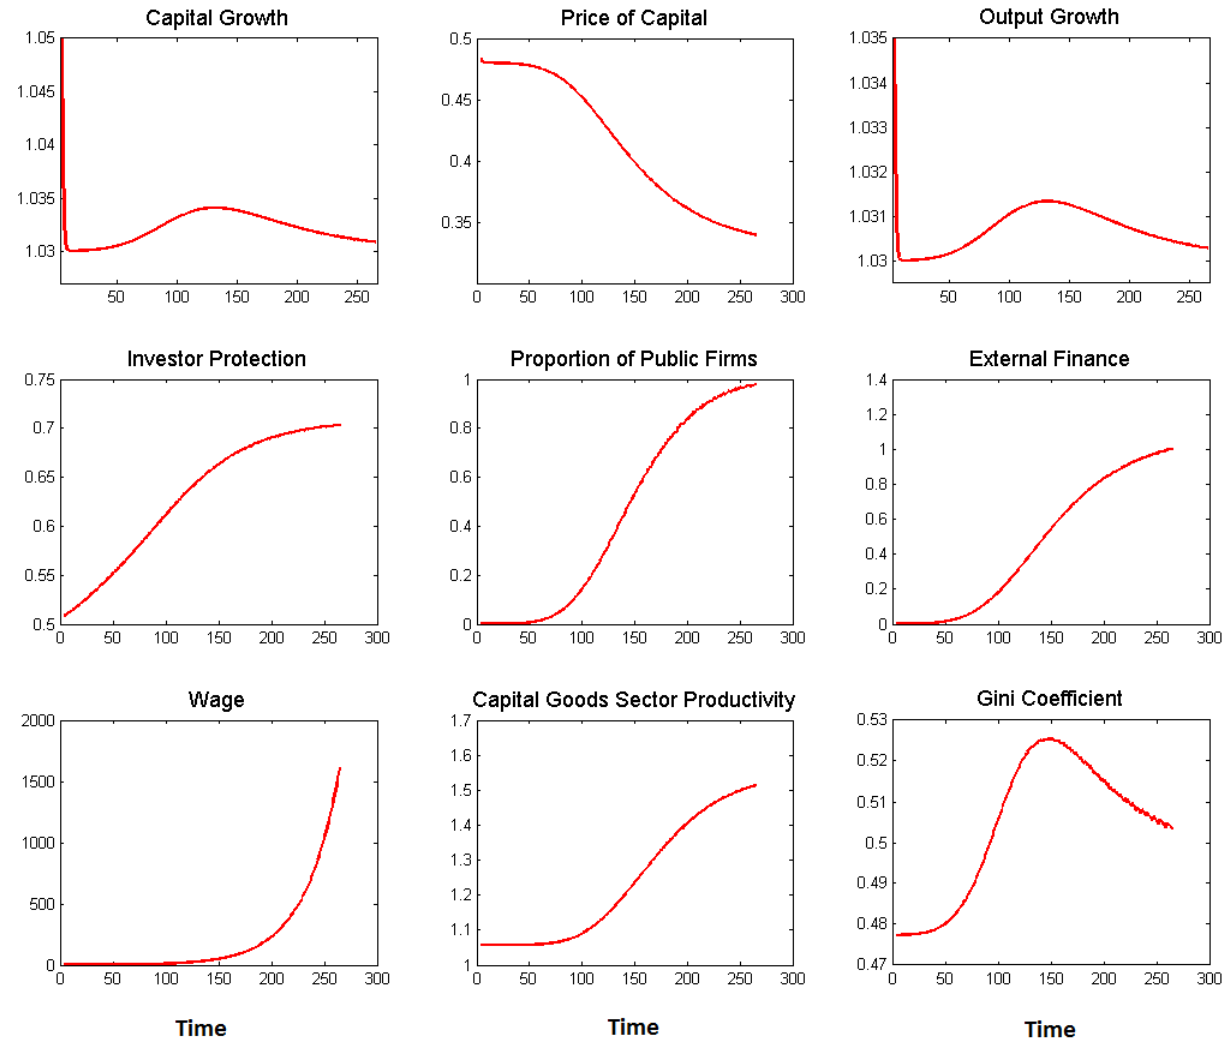 Capital Growth
1.05
1.045
1.04
1.035
1.03
50 100 150 200 250
Price of Capital
0.5
0.45
0.4
0.35
0 50 100 150 200 250 300
Output Growth
1.035
1.034
1.033
1.032
1.031
1.03
50 100 150 200 250
Investor Protection
0.75
0.7
0.65
0.6
0.55
0.5
0 50 100 150 200 250 300
Proportion of Public Firms
1
0.8
0.6
0.4
0.2
0
0 50 100 150 200 250 300
External Finance
1.4
1.2
1
0.8
0.6
0.4
0.2
0
0 50 100 150 200 250 300
Wage
2000
1500
1000
500
0
0 50 100 150 200 250 300
Time
Capital Goods Sector Productivity
1.7
1.6
1.5
1.4
1.3
1.2
1.1
1
0 50 100 150 200 250 300
Time
Gini Coefficient
0.53
0.52
0.51
0.5
0.49
0.48
0.47
0 50 100 150 200 250 300
Time